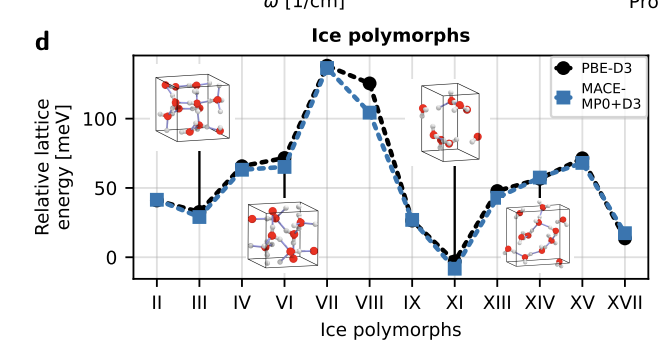 ω [1/cm]
Pro
d
Ice polymorphs
PBE-D3
MACE-
MP0+D3
Relative lattice
energy [meV]
100
50
0
II III IV VI VII VIII IX XI XIII XIV XV XVII
Ice polymorphs